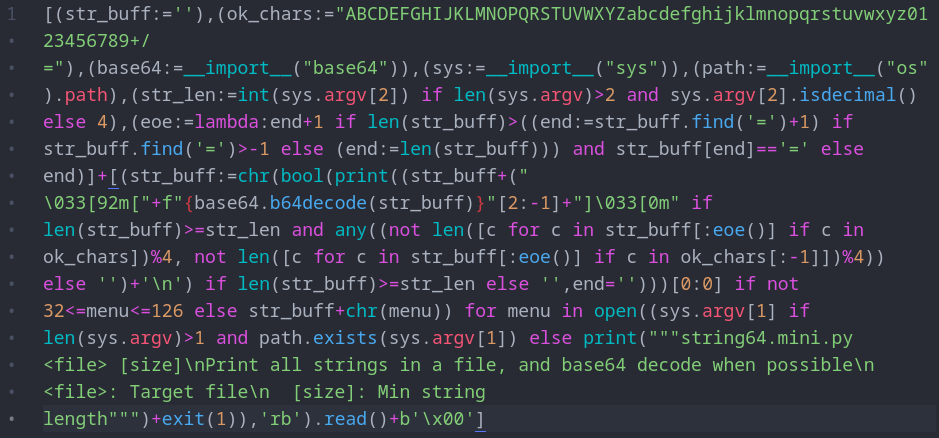 1 [(str_buff:=''),(ok_chars:="ABCDEFGHIJKLMNOPQRSTUVWXYZabcdefghijklmnopqrstuvwxyz01
23456789+/
="),(base64:=__import__("base64")),(sys:=__import__("sys")),(path:=__import__("os"
).path),(str_len:=int(sys.argv[2]) if len(sys.argv)>2 and sys.argv[2].isdecimal()
else 4),(eoe:=lambda:end+1 if len(str_buff)>((end:=str_buff.find('=')+1) if
str_buff.find('=')>-1 else (end:=len(str_buff))) and str_buff[end]=='=' else
end)]+[(str_buff:=chr(bool(print((str_buff+("
\033[92m["+f"{base64.b64decode(str_buff)}"[2:-1]+"]\033[0m" if
len(str_buff)>=str_len and any((not len([c for c in str_buff[:eoe()] if c in
ok_chars])%4, not len([c for c in str_buff[:eoe()] if c in ok_chars[:-1]])%4))
else '')+'\n') if len(str_buff)>=str_len else '',end='')))[0:0] if not
32<=menu<=126 else str_buff+chr(menu)) for menu in open((sys.argv[1] if
len(sys.argv)>1 and path.exists(sys.argv[1]) else print("""string64.mini.py
<file> [size]\nPrint all strings in a file, and base64 decode when possible\n
<file>: Target file\n  [size]: Min string
length""")+exit(1)),'rb').read()+b'\x00']